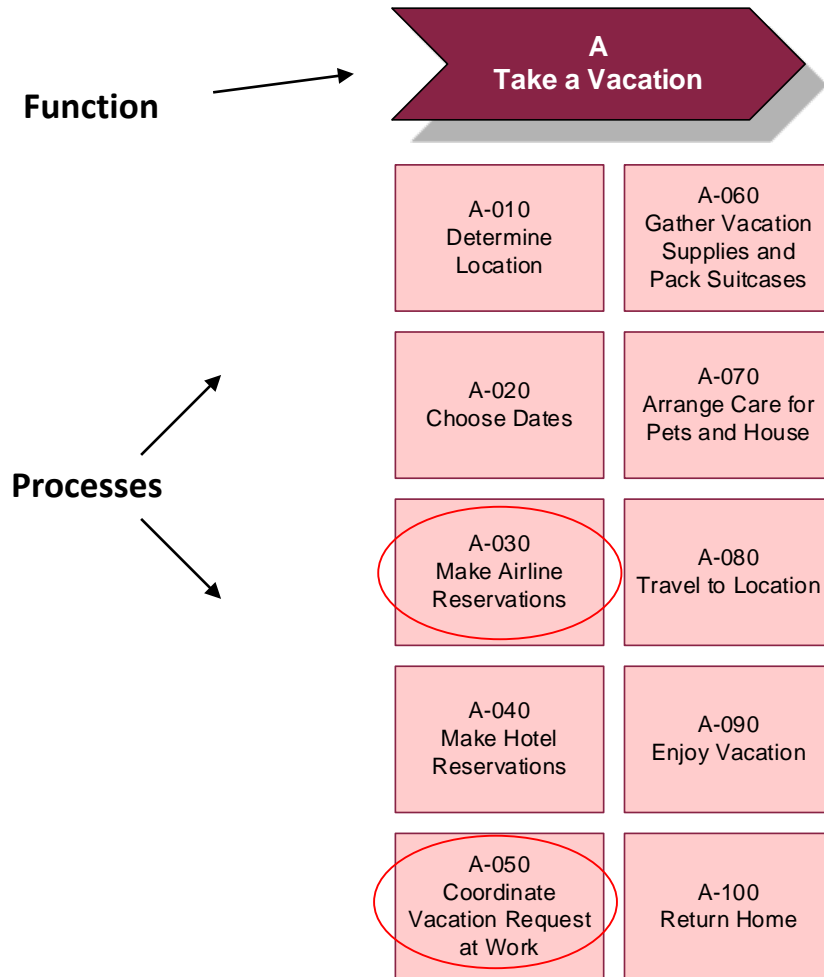 Function
A
Take a Vacation
Processes
A-010
Determine
Location
A-020
Choose Dates
A-030
Make Airline
Reservations
A-040
Make Hotel
Reservations
A-050
Coordinate
Vacation Request
at Work
A-060
Gather Vacation
Supplies and
Pack Suitcases
A-070
Arrange Care for
Pets and House
A-080
Travel to Location
A-090
Enjoy Vacation
A-100
Return Home